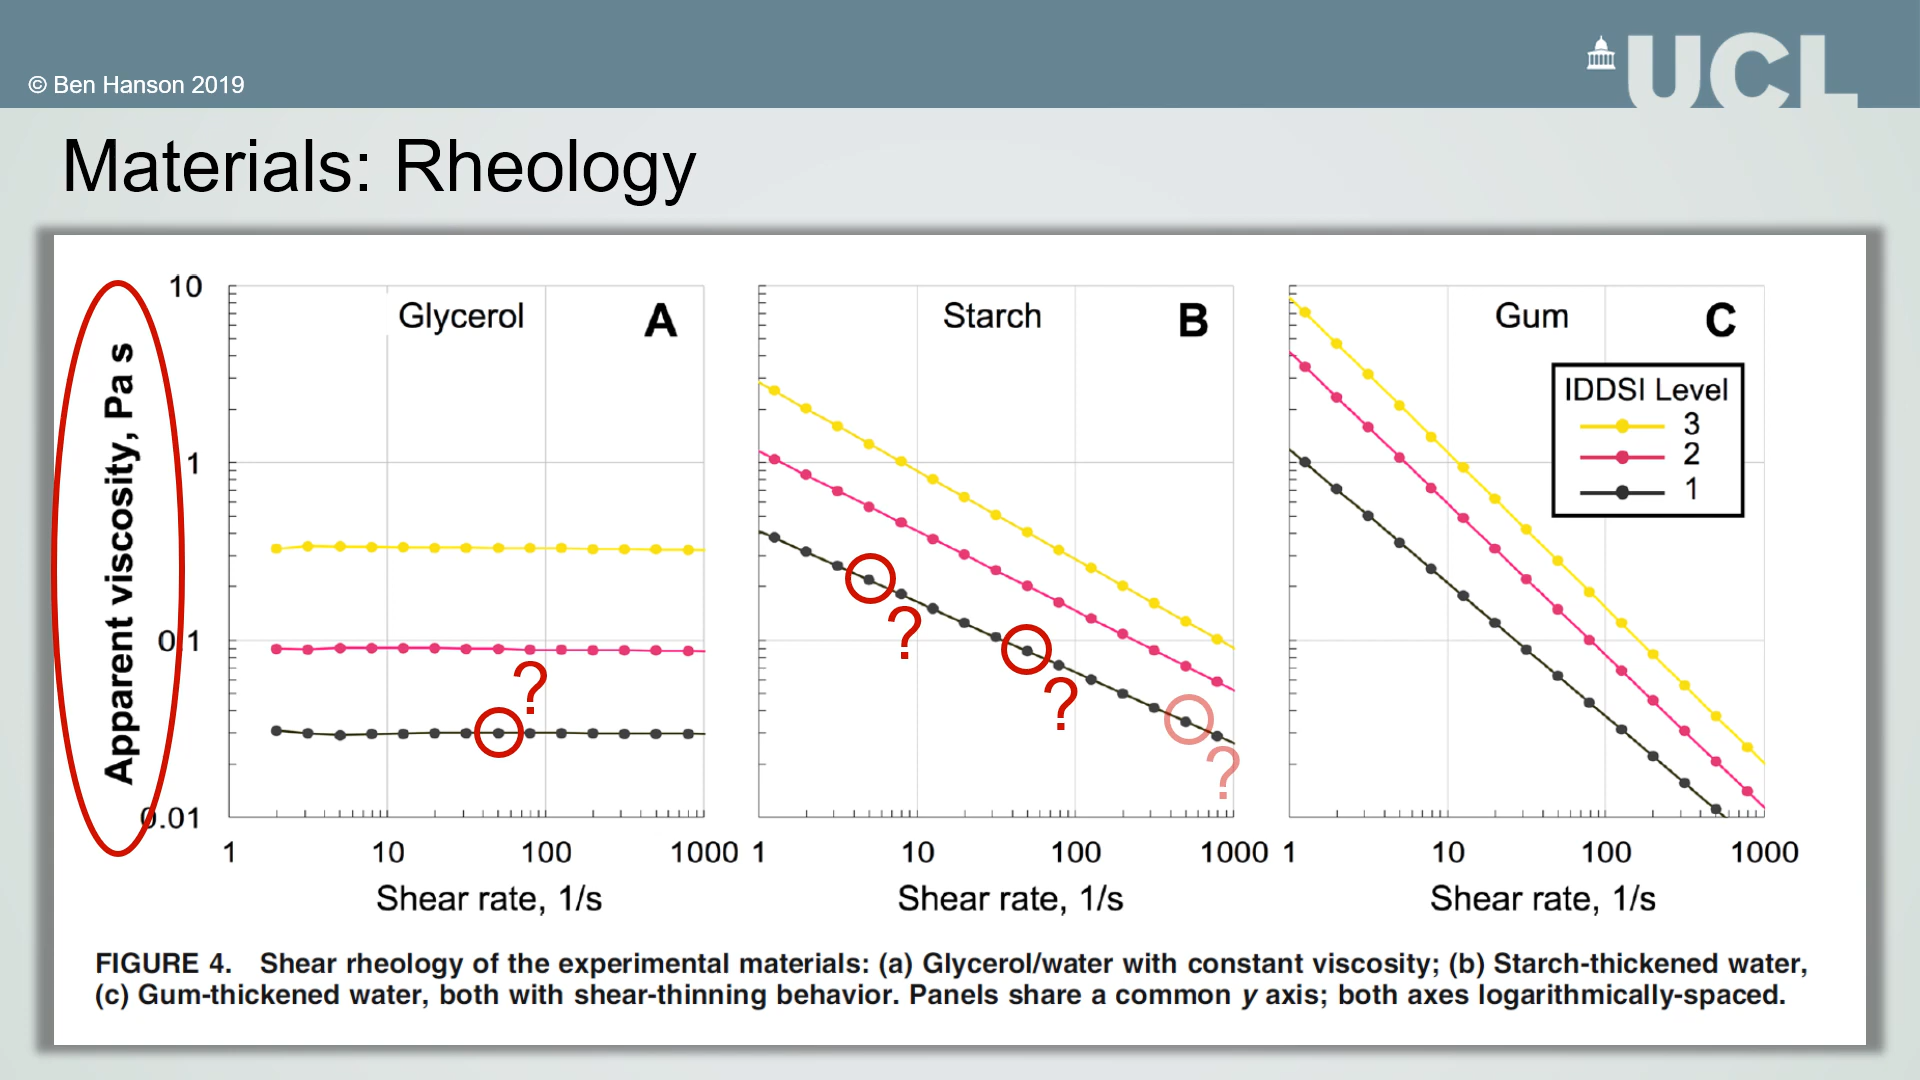 © Ben Hanson 2019
UCL
Materials: Rheology
Apparent viscosity, Pa s
10
1
0.1
0.01
Glycerol
A
?
?
1 10 100 1000
Shear rate, 1/s
Starch
B
?
?
?
1 10 100 1000
Shear rate, 1/s
Gum
C
IDDSI Level
3
2
1
1 10 100 1000
Shear rate, 1/s
FIGURE 4. Shear rheology of the experimental materials: (a) Glycerol/water with constant viscosity; (b) Starch-thickened water,
(c) Gum-thickened water, both with shear-thinning behavior. Panels share a common y axis; both axes logarithmically-spaced.